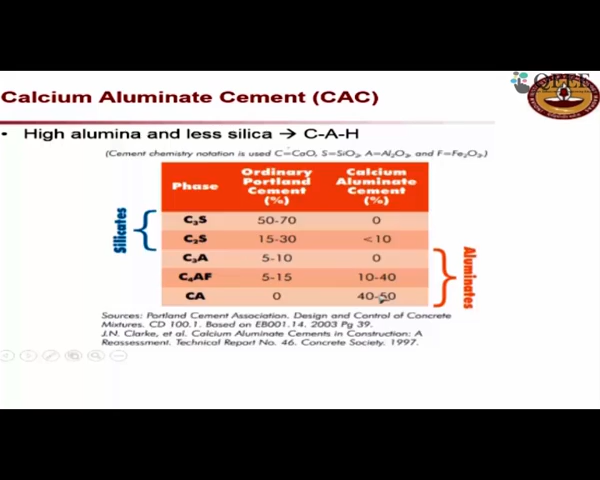 QEEE
Calcium Aluminate Cement (CAC)
• High alumina and less silica → C-A-H
(Cement chemistry notation is used C=CaO, S=SiO₂, A=Al₂O₃, and F=Fe₂O₃.)
Phase Ordinary Portland Cement (%) Calcium Aluminate Cement (%)
Silicates
C₃S 50-70 0
C₂S 15-30 <10
C₃A 5-10 0
C₄AF 5-15 10-40
CA 0 40-50
Aluminates
Sources: Portland Cement Association. Design and Control of Concrete
Mixtures. CD 100.1. Based on EB001.14. 2003 Pg 39.
J.N. Clarke, et al. Calcium Aluminate Cements in Construction: A
Reassessment. Technical Report No. 46. Concrete Society. 1997.